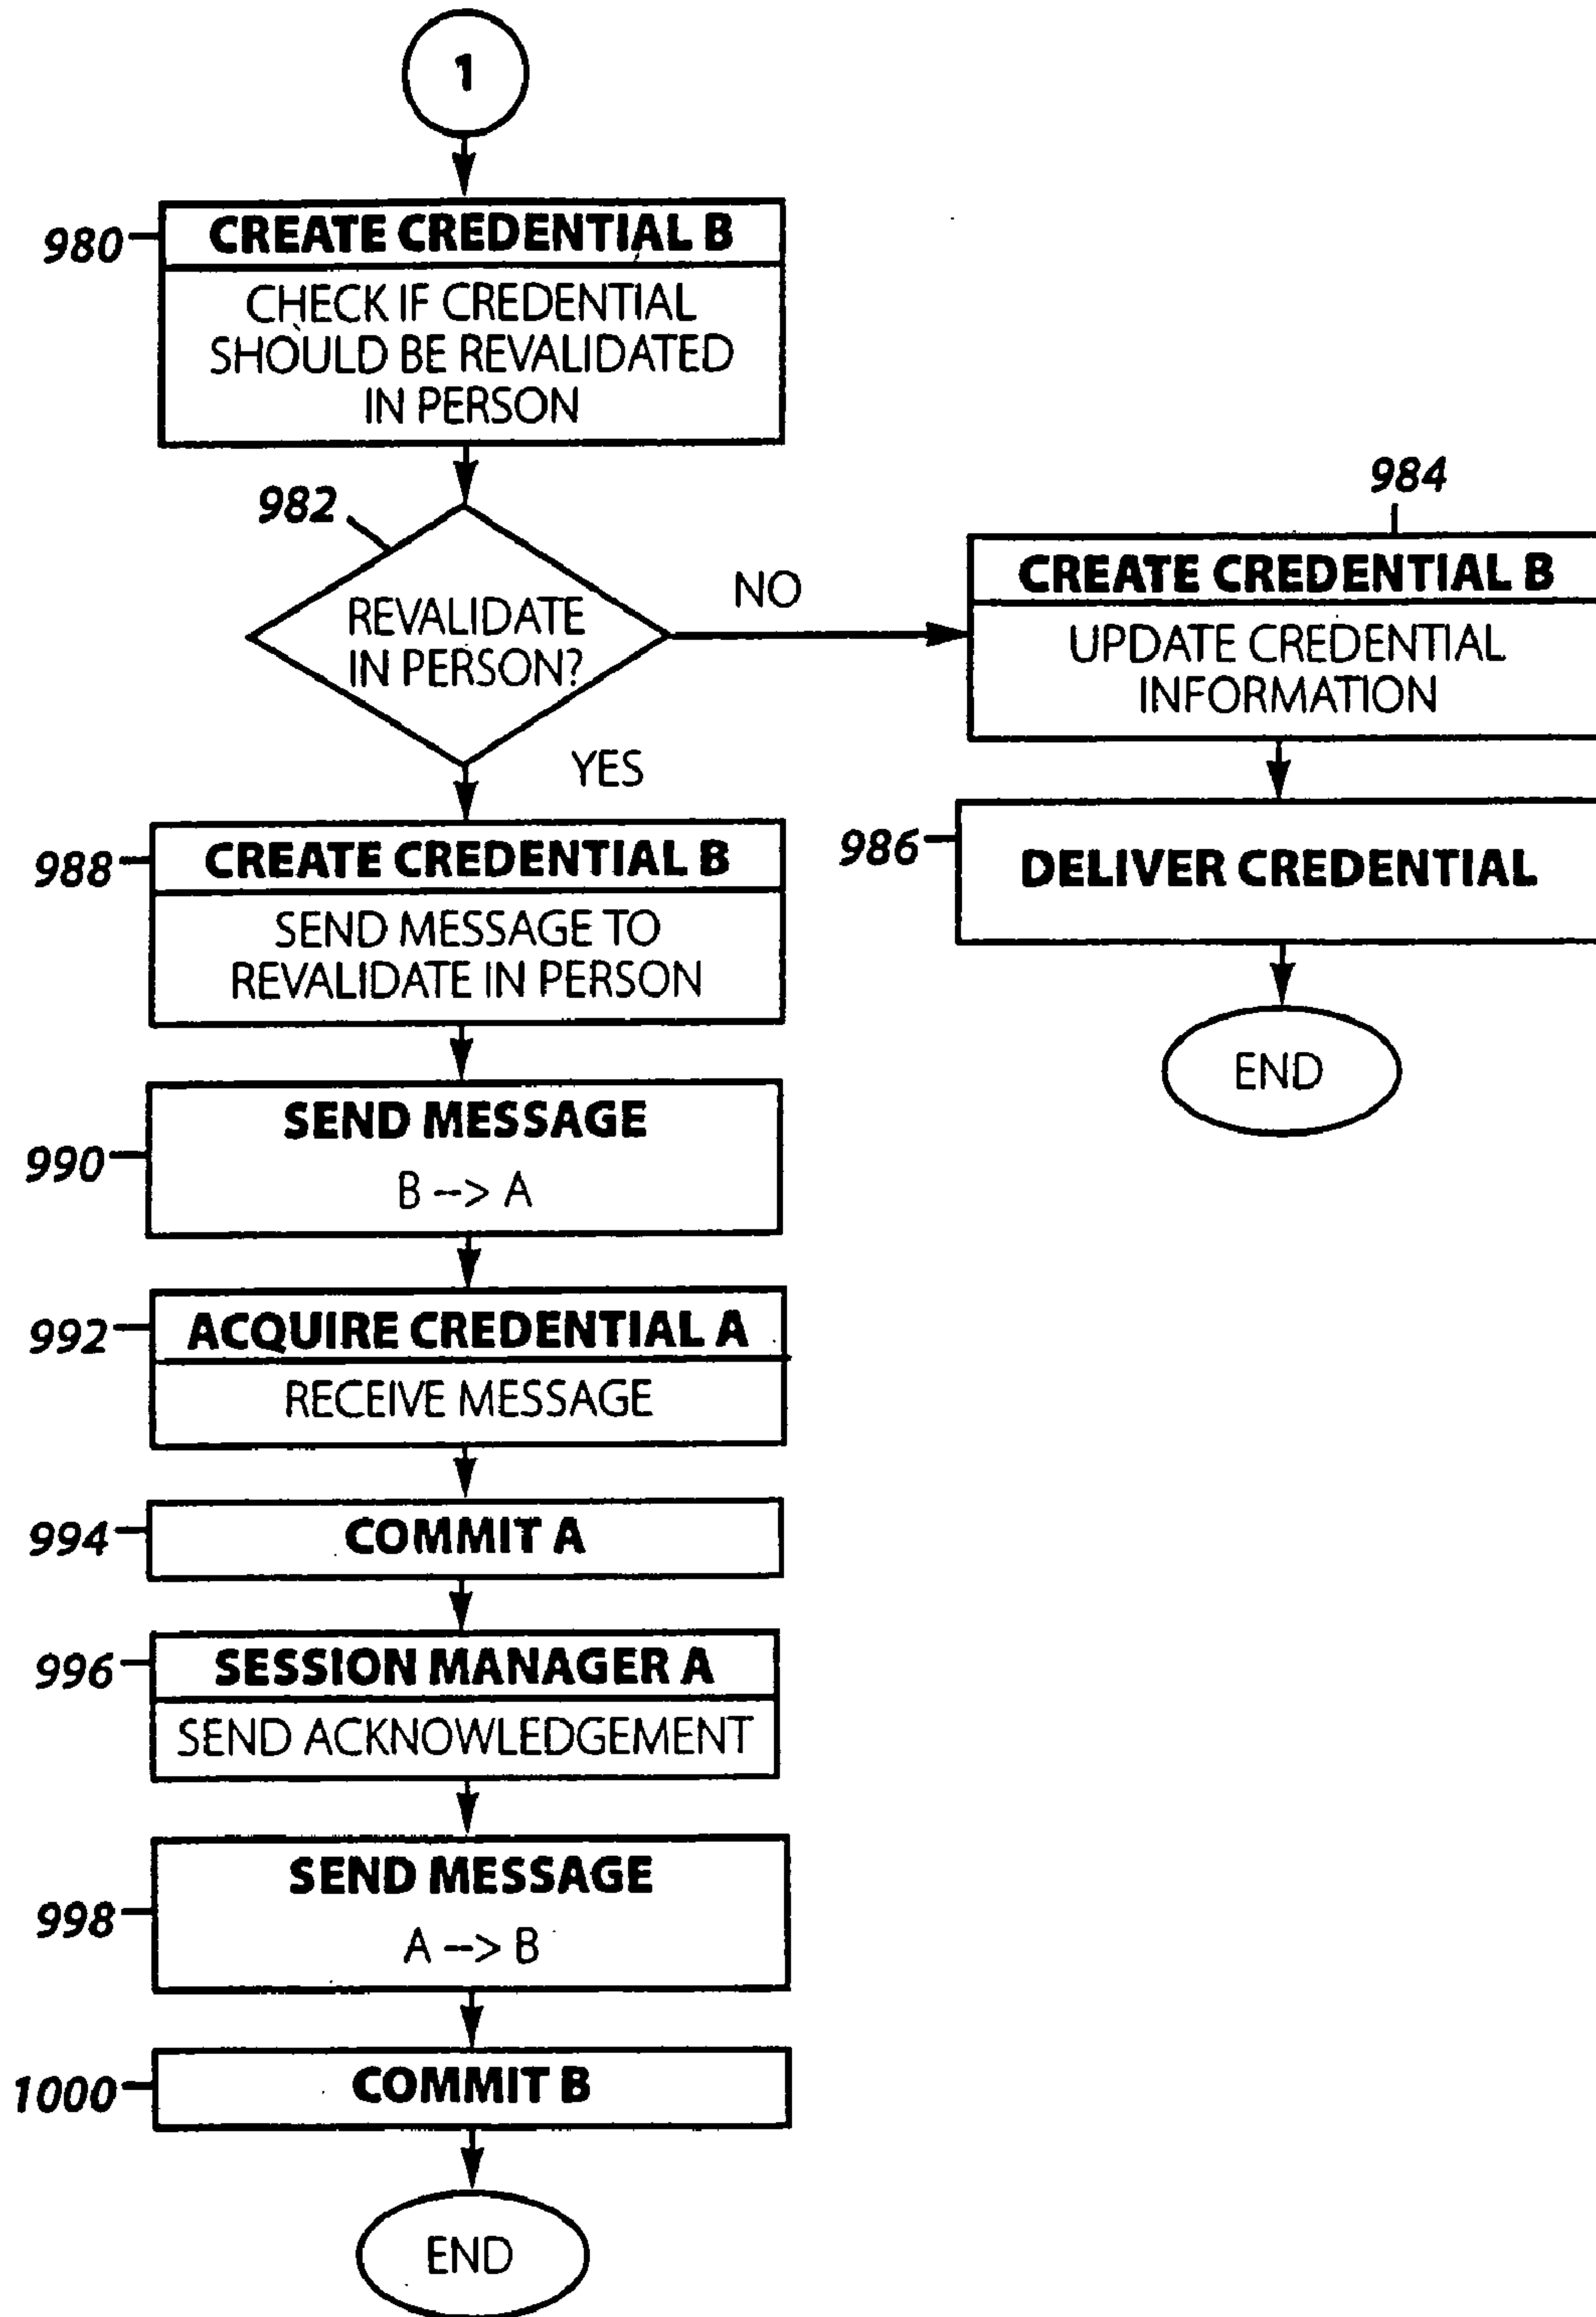 1
980
CREATE CREDENTIAL B
CHECK IF CREDENTIAL
SHOULD BE REVALIDATED
IN PERSON
982
REVALIDATE
IN PERSON?
NO
YES
984
CREATE CREDENTIAL B
UPDATE CREDENTIAL
INFORMATION
986
DELIVER CREDENTIAL
END
988
CREATE CREDENTIAL B
SEND MESSAGE TO
REVALIDATE IN PERSON
990
SEND MESSAGE
B --> A
992
ACQUIRE CREDENTIAL A
RECEIVE MESSAGE
994
COMMIT A
996
SESSION MANAGER A
SEND ACKNOWLEDGEMENT
998
SEND MESSAGE
A --> B
1000
COMMIT B
END